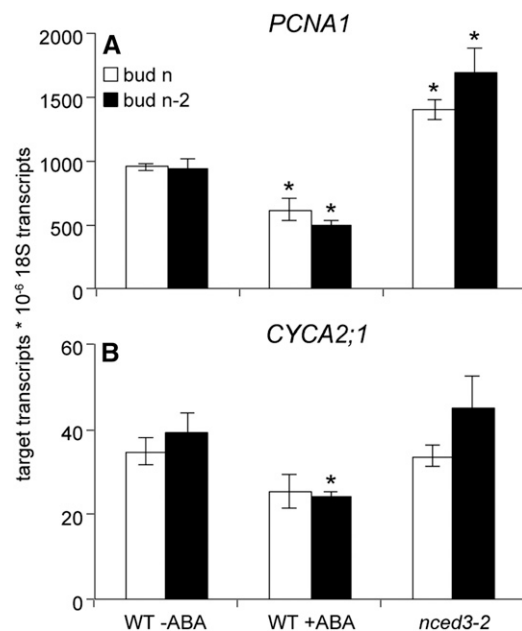 PCNA1
A
bud n
bud n-2
2000
1500
1000
500
0
* *
* *
target transcripts * 10⁻⁶ 18S transcripts
CYCA2;1
B
60
40
20
0
*
WT -ABA WT +ABA nced3-2